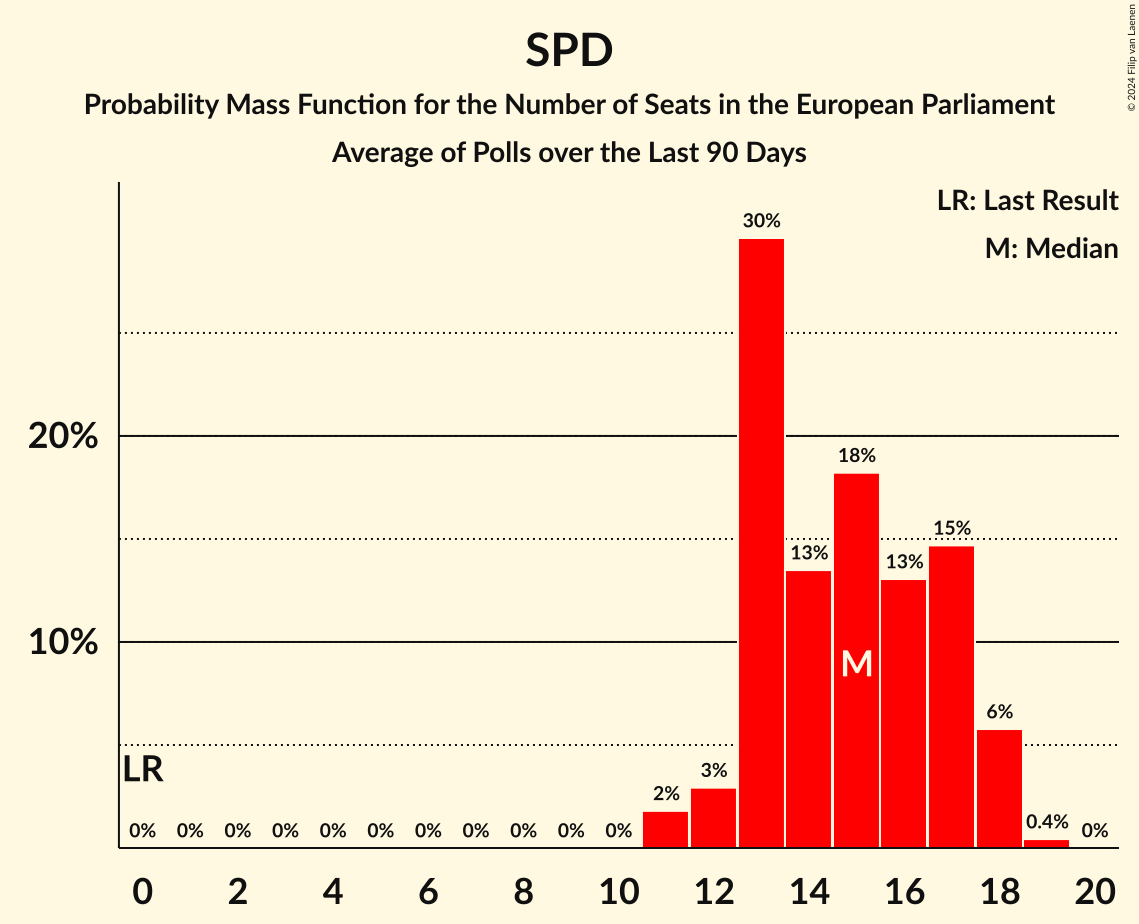 SPD
Probability Mass Function for the Number of Seats in the European Parliament
Average of Polls over the Last 90 Days
© 2024 Filip van Laenen
LR: Last Result
M: Median
30%
20%
18%
15%
13%
13%
10%
M
6%
LR
3%
2%
0% 0% 0% 0% 0% 0% 0% 0% 0% 0% 0% 0.4% 0%
0 2 4 6 8 10 12 14 16 18 20